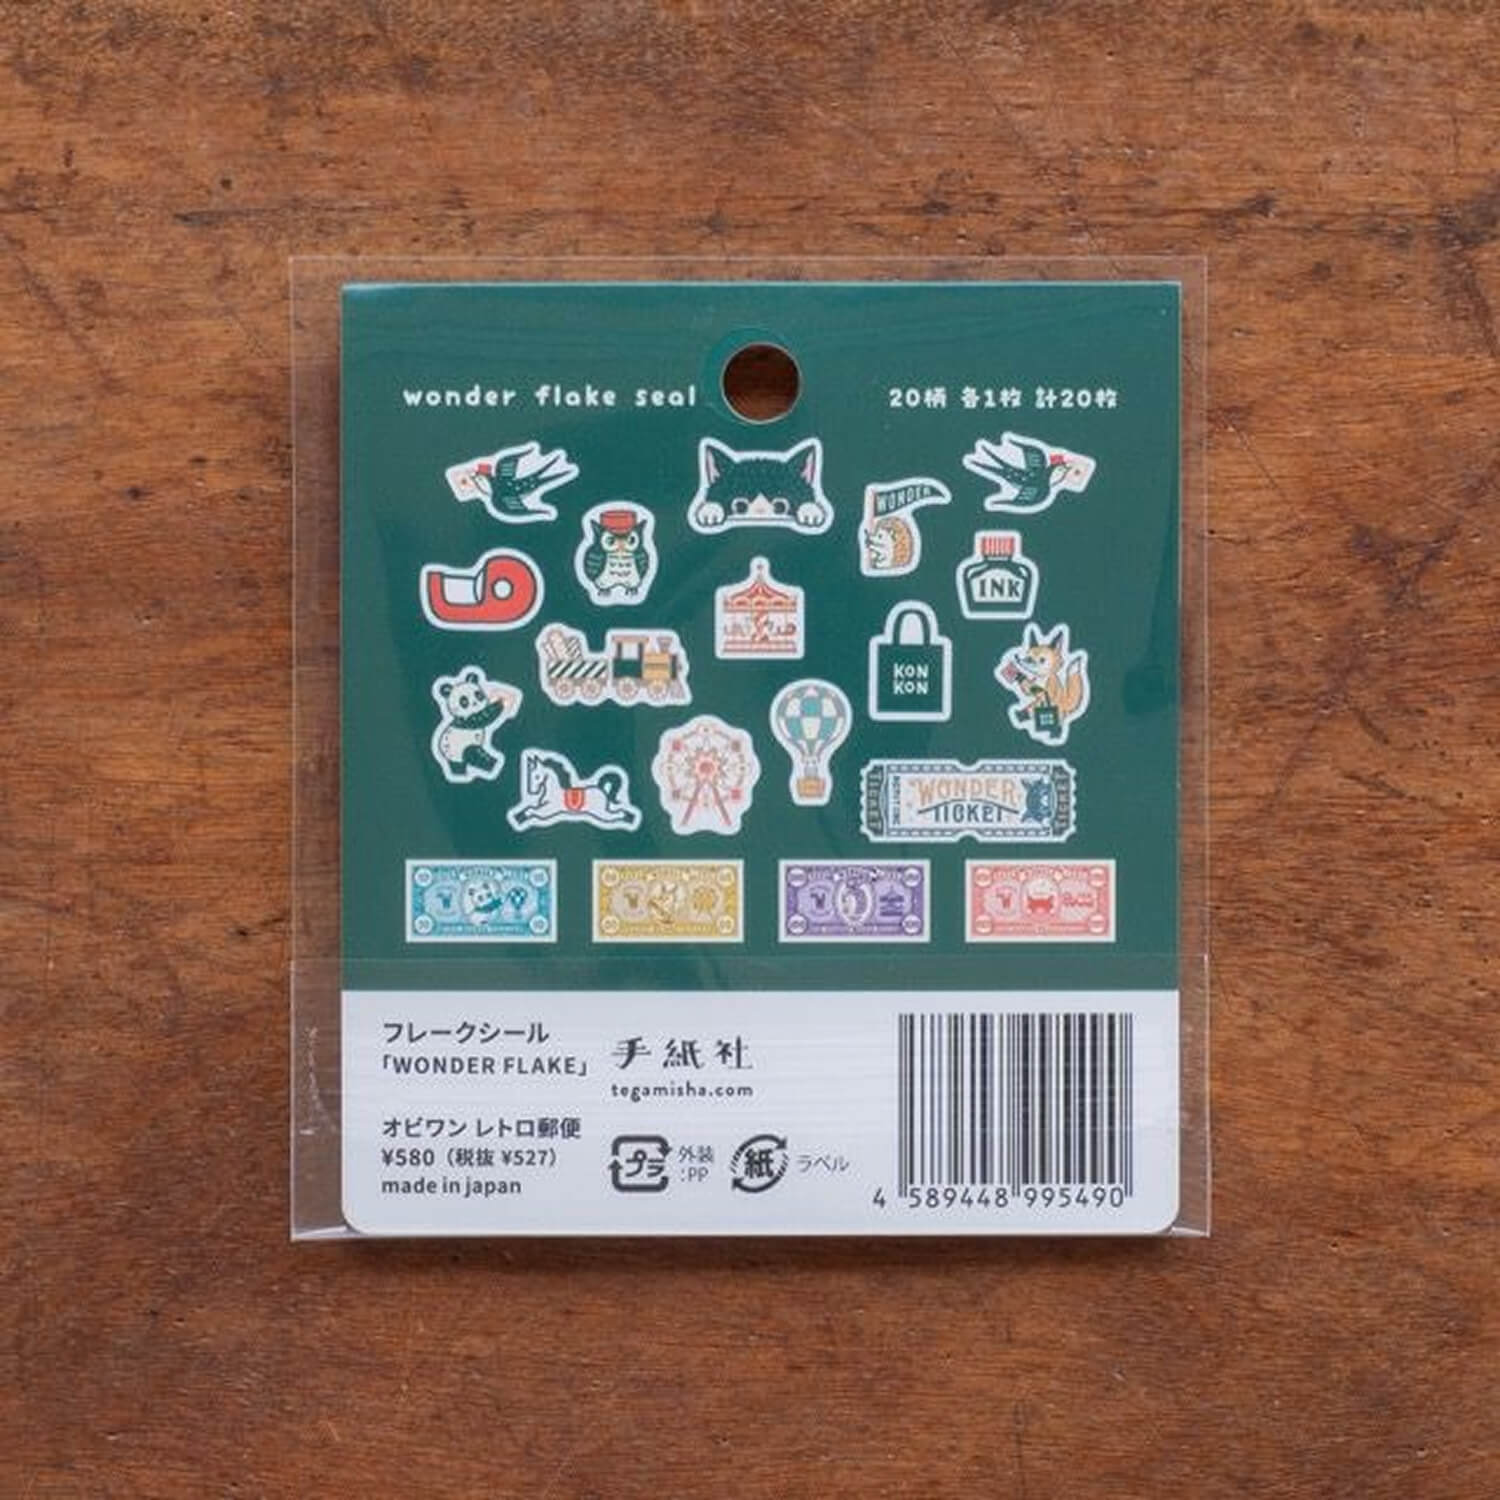 wonder flake seal
20柄 各1枚 計20枚
WONDER
INK
KON
KON
TICKET
WONDER
TICKET
TICKET
フレークシール
「WONDER FLAKE」
手紙社
tegamisha.com
オビワン レトロ郵便
¥580（税抜 ¥527）
made in japan
プラ
外装
:PP
紙
ラベル
4 589448 995490